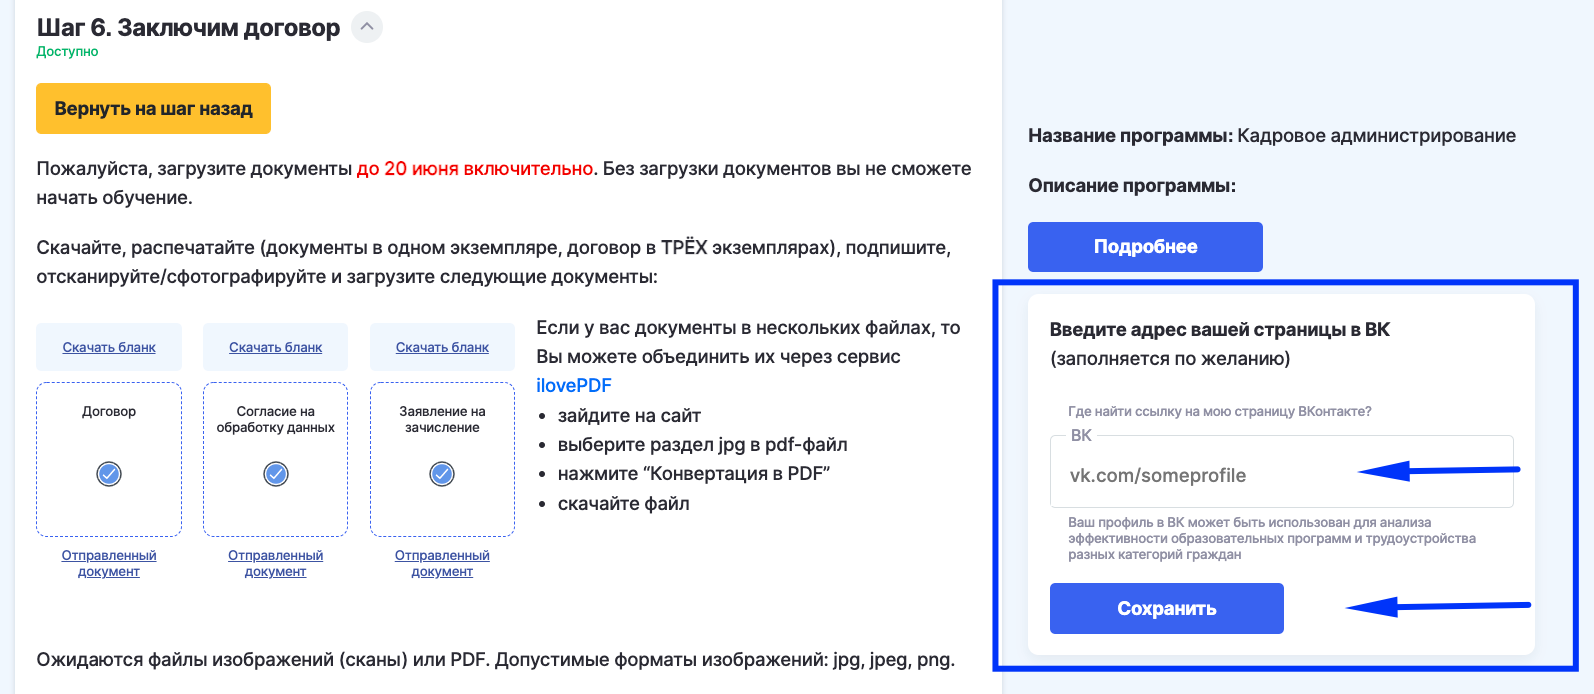 Шаг 6. Заключим договор
Доступно
Вернуть на шаг назад
Пожалуйста, загрузите документы до 20 июня включительно. Без загрузки документов вы не сможете
начать обучение.
Скачайте, распечатайте (документы в одном экземпляре, договор в ТРЁХ экземплярах), подпишите,
отсканируйте/сфотографируйте и загрузите следующие документы:
Скачать бланк
Договор
Отправленный
документ
Скачать бланк
Согласие на
обработку данных
Отправленный
документ
Скачать бланк
Заявление на
зачисление
Отправленный
документ
Если у вас документы в нескольких файлах, то
Вы можете объединить их через сервис
ilovePDF
• зайдите на сайт
• выберите раздел jpg в pdf-файл
• нажмите “Конвертация в PDF”
• скачайте файл
Ожидаются файлы изображений (сканы) или PDF. Допустимые форматы изображений: jpg, jpeg, png.
Название программы: Кадровое администрирование
Описание программы:
Подробнее
Введите адрес вашей страницы в ВК
(заполняется по желанию)
Где найти ссылку на мою страницу ВКонтакте?
ВК
vk.com/someprofile
Ваш профиль в ВК может быть использован для анализа
эффективности образовательных программ и трудоустройства
разных категорий граждан
Сохранить